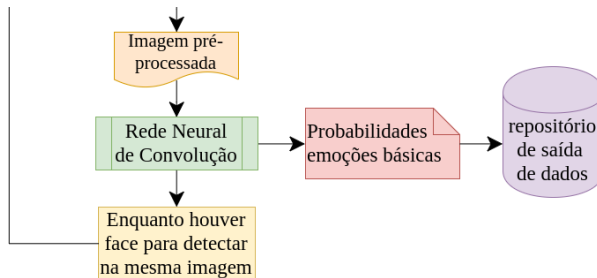 Imagem pré-
processada
Rede Neural
de Convolução
Probabilidades
emoções básicas
repositório
de saída
de dados
Enquanto houver
face para detectar
na mesma imagem